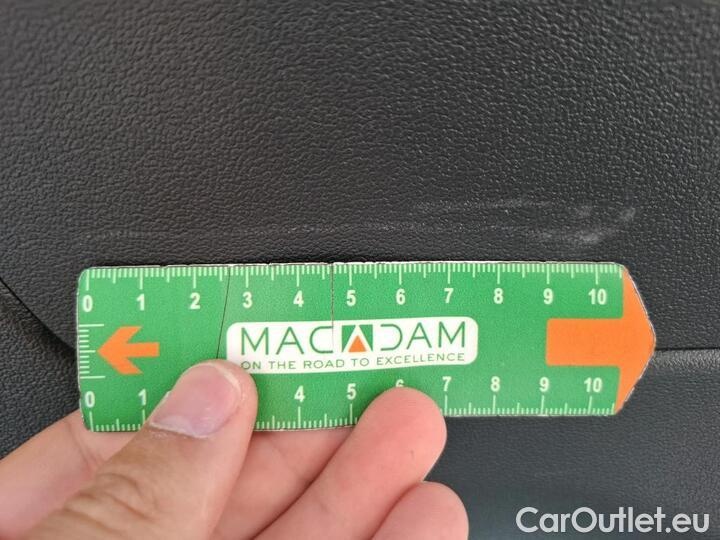 0 1 2 3 4 5 6 7 8 9 10
MACADAM
ON THE ROAD TO EXCELLENCE
0 1 4 5 6 7 8 9 10
CarOutlet.eu